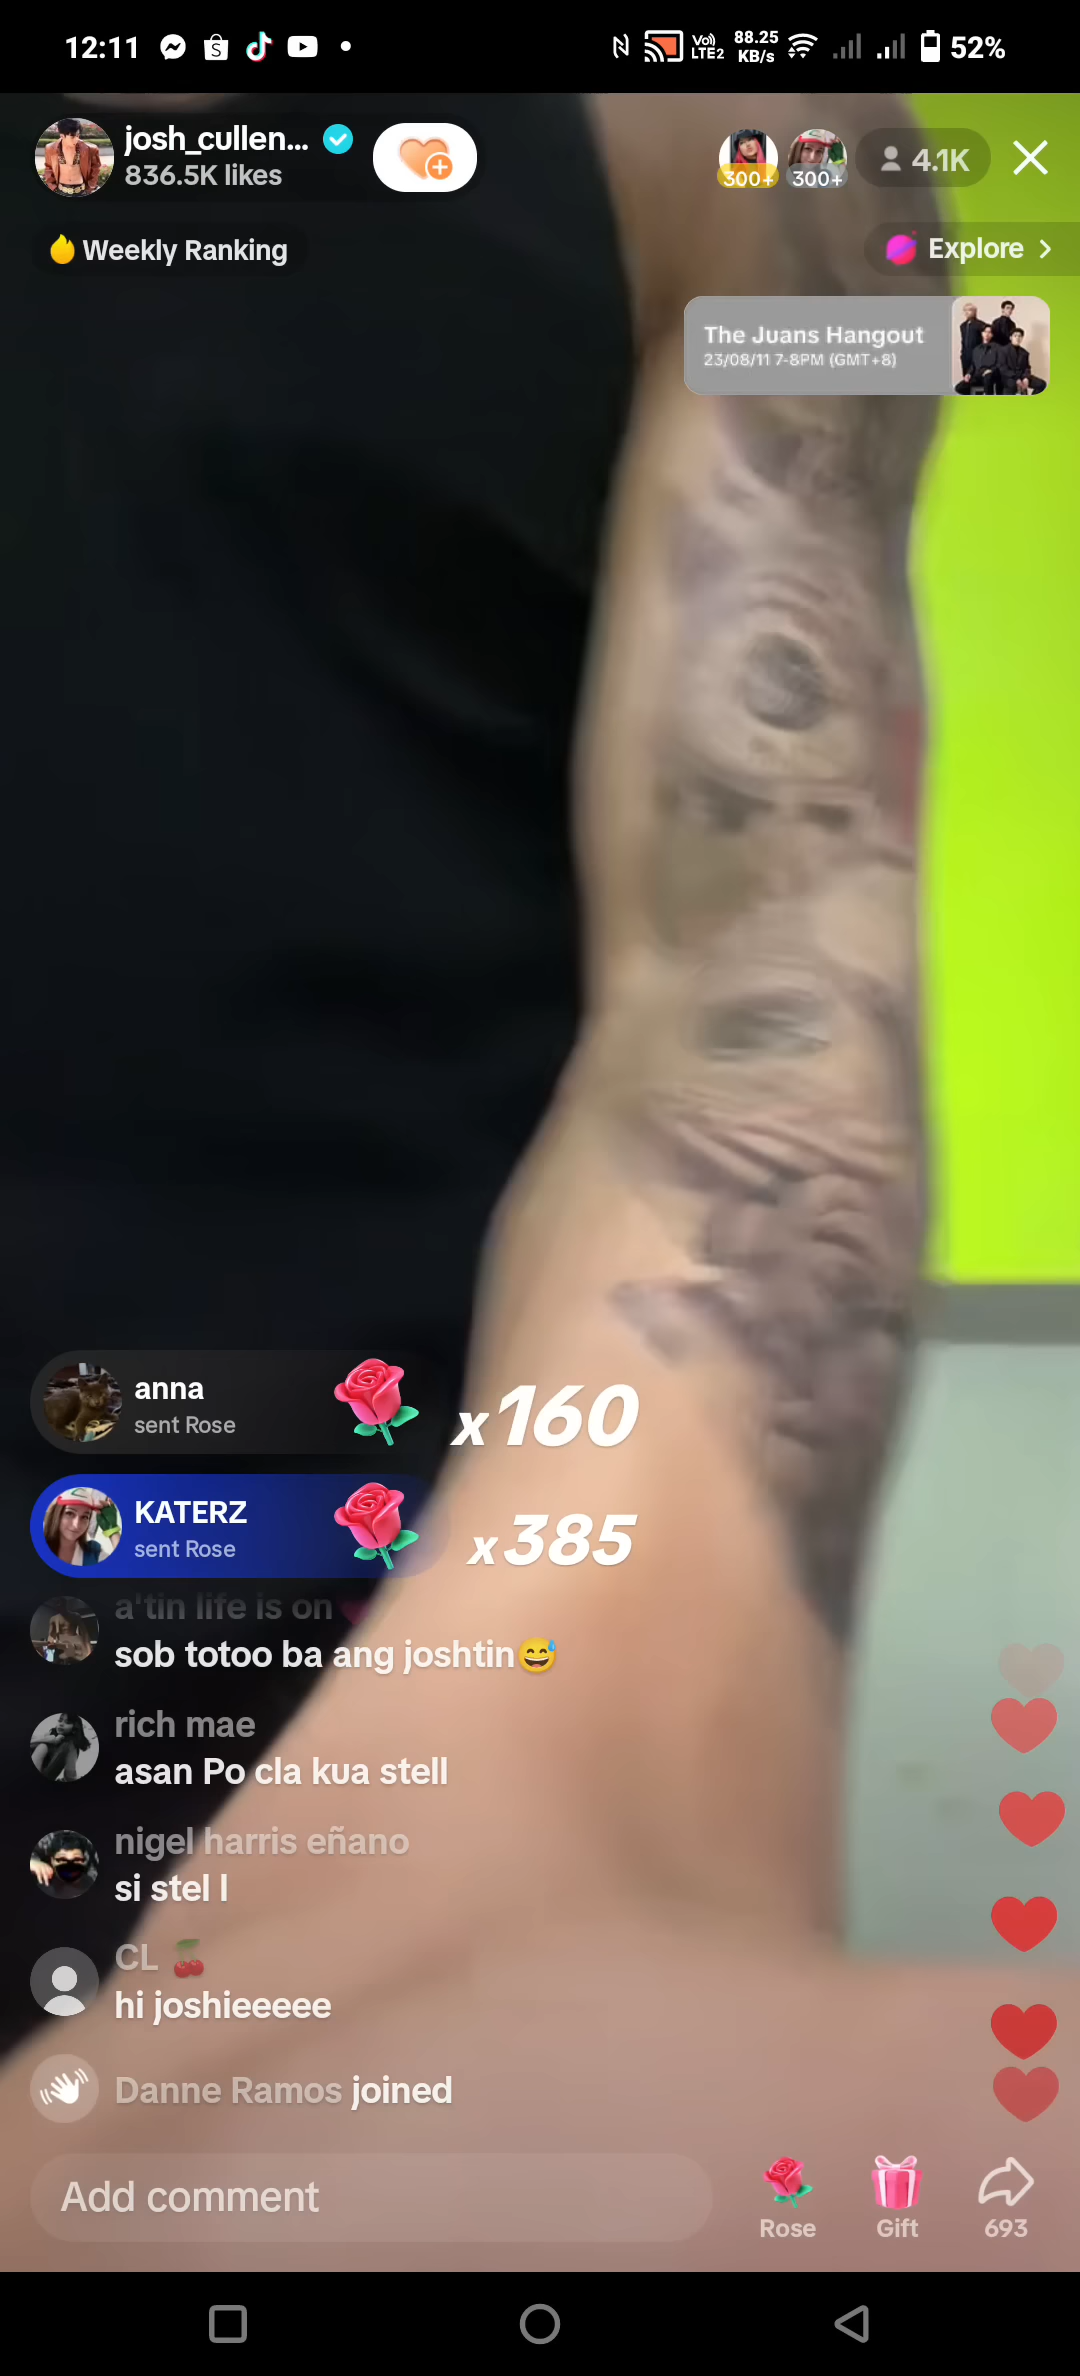 12:11
Vo))
LTE2
88.25
KB/s
52%
josh_cullen...
836.5K likes
300+
300+
4.1K
Weekly Ranking
Explore
The Juans Hangout
23/08/11 7-8PM (GMT+8)
anna
sent Rose
x160
KATERZ
sent Rose
x385
a'tin life is on
sob totoo ba ang joshtin😅
rich mae
asan Po cla kua stell
nigel harris eñano
si stel l
CL 🍒
hi joshieeeee
Danne Ramos joined
Add comment
Rose
Gift
693